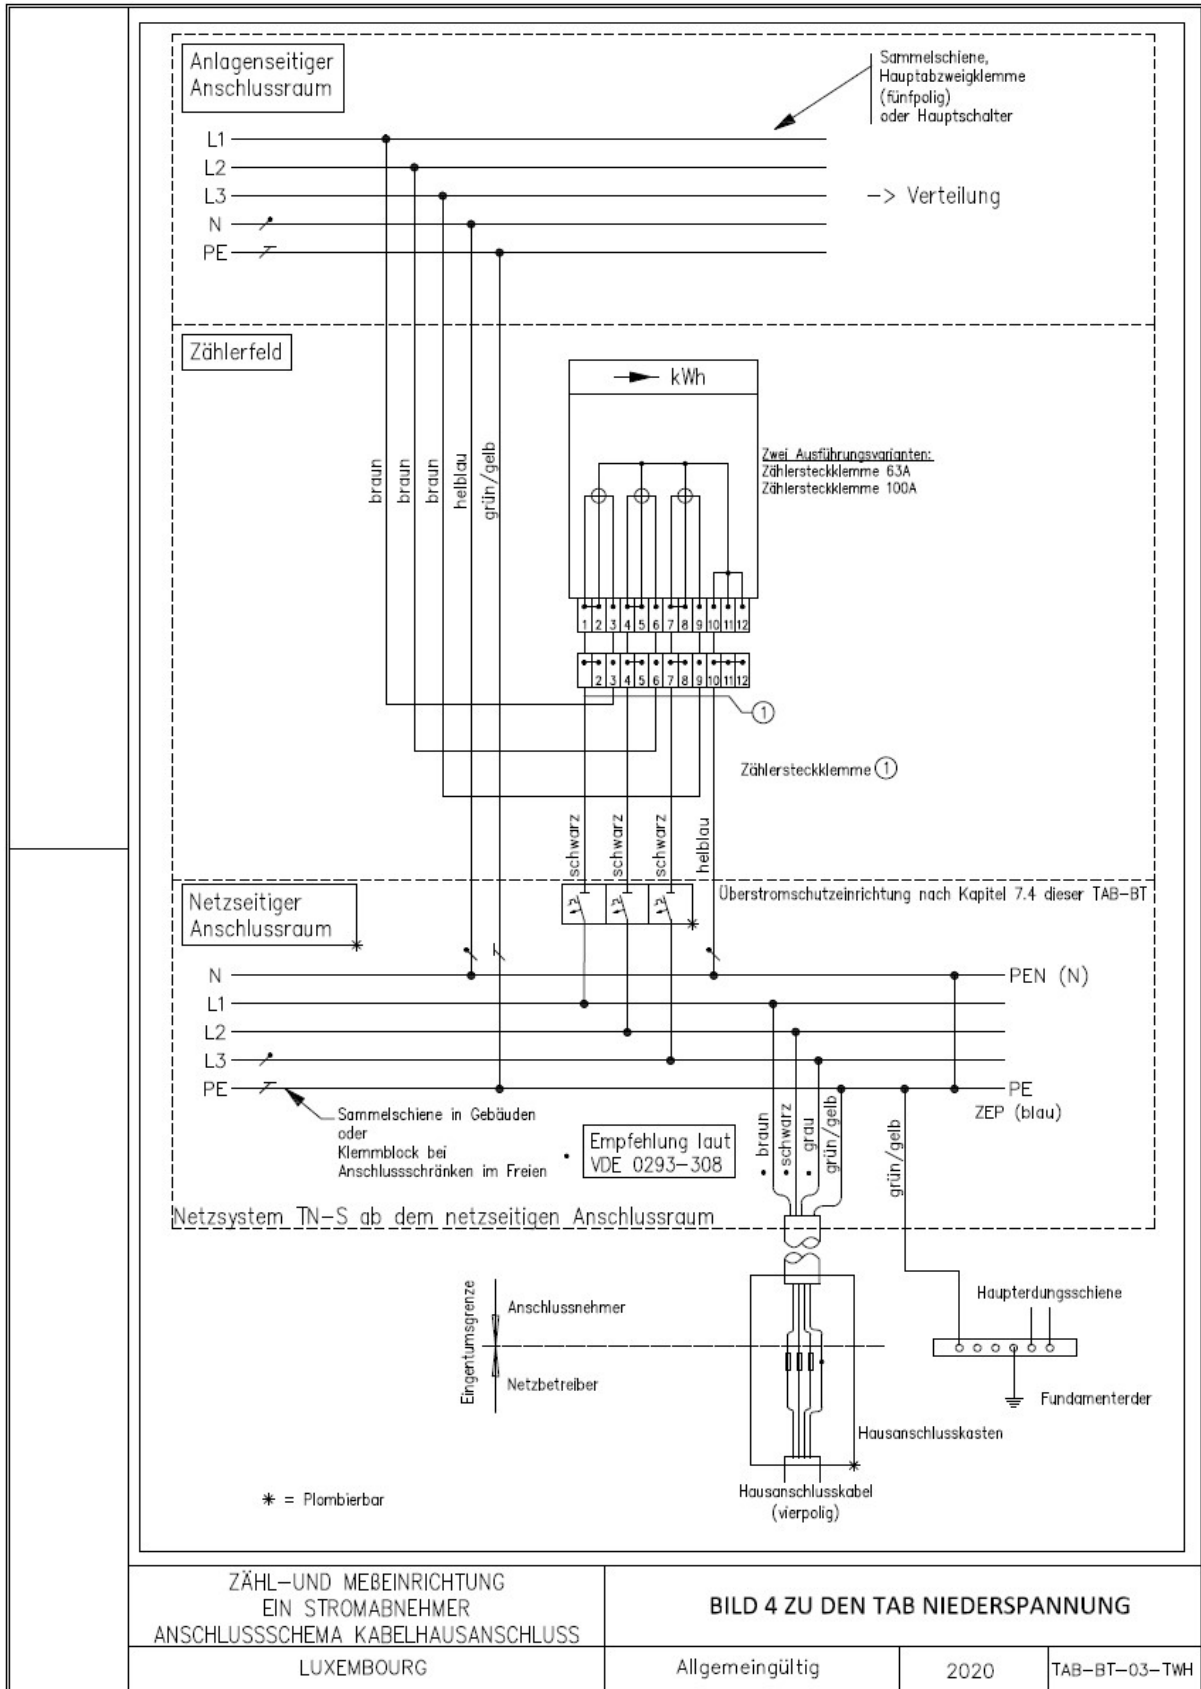 Anlagenseitiger
Anschlussraum
Sammelschiene,
Hauptabzweigklemme
(fünfpolig)
oder Hauptschalter
L1
L2
L3
-> Verteilung
N
PE
Zählerfeld
kWh
braun
braun
braun
helblau
grün/gelb
Zwei Ausführungsvarianten:
Zählersteckklemme 63A
Zählersteckklemme 100A
1 2 3 4 5 6 7 8 9 10 11 12
2 3 4 5 6 7 8 9 10 11 12
1
Zählersteckklemme 1
schwarz
schwarz
schwarz
helblau
Netzseitiger
Anschlussraum
*
*
Überstromschutzeinrichtung nach Kapitel 7.4 dieser TAB-BT
N
PEN (N)
L1
L2
L3
PE
PE
ZEP (blau)
Sammelschiene in Gebäuden
oder
Klemmblock bei
Anschlussschränken im Freien
• Empfehlung laut
VDE 0293-308
• braun
• schwarz
• grau
grün/gelb
grün/gelb
Netzsystem TN-S ab dem netzseitigen Anschlussraum
Eingentumsgrenze
Anschlussnehmer
Netzbetreiber
Haupterdungsschiene
Fundamenterder
Hausanschlusskasten
*
Hausanschlusskabel
(vierpolig)
* = Plombierbar
ZÄHL-UND MEßEINRICHTUNG
EIN STROMABNEHMER
ANSCHLUSSSCHEMA KABELHAUSANSCHLUSS
BILD 4 ZU DEN TAB NIEDERSPANNUNG
LUXEMBOURG
Allgemeingültig
2020
TAB-BT-03-TWH